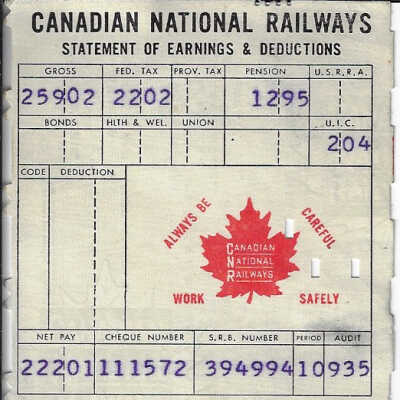 CANADIAN NATIONAL RAILWAYS
STATEMENT OF EARNINGS & DEDUCTIONS
GROSS FED. TAX PROV. TAX PENSION U.S.R.R.A.
25902 2202 1295
BONDS HLTH & WEL. UNION U.I.C.
204
CODE DEDUCTION
ALWAYS BE CAREFUL
CANADIAN
NATIONAL
RAILWAYS
WORK SAFELY
NET PAY CHEQUE NUMBER S.R.B. NUMBER PERIOD AUDIT
22201 111572 394994 10935